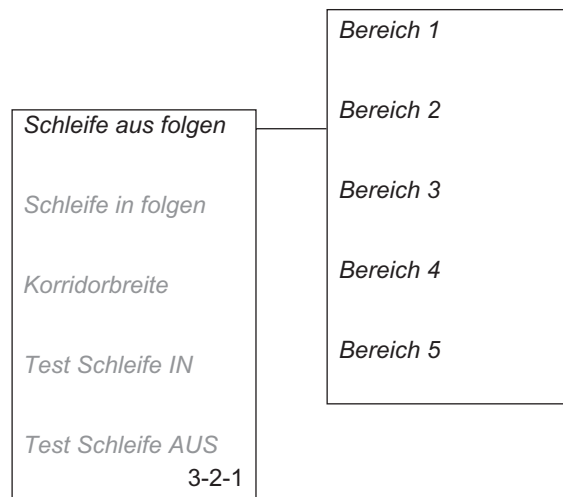 Schleife aus folgen
Schleife in folgen
Korridorbreite
Test Schleife IN
Test Schleife AUS
3-2-1
Bereich 1
Bereich 2
Bereich 3
Bereich 4
Bereich 5